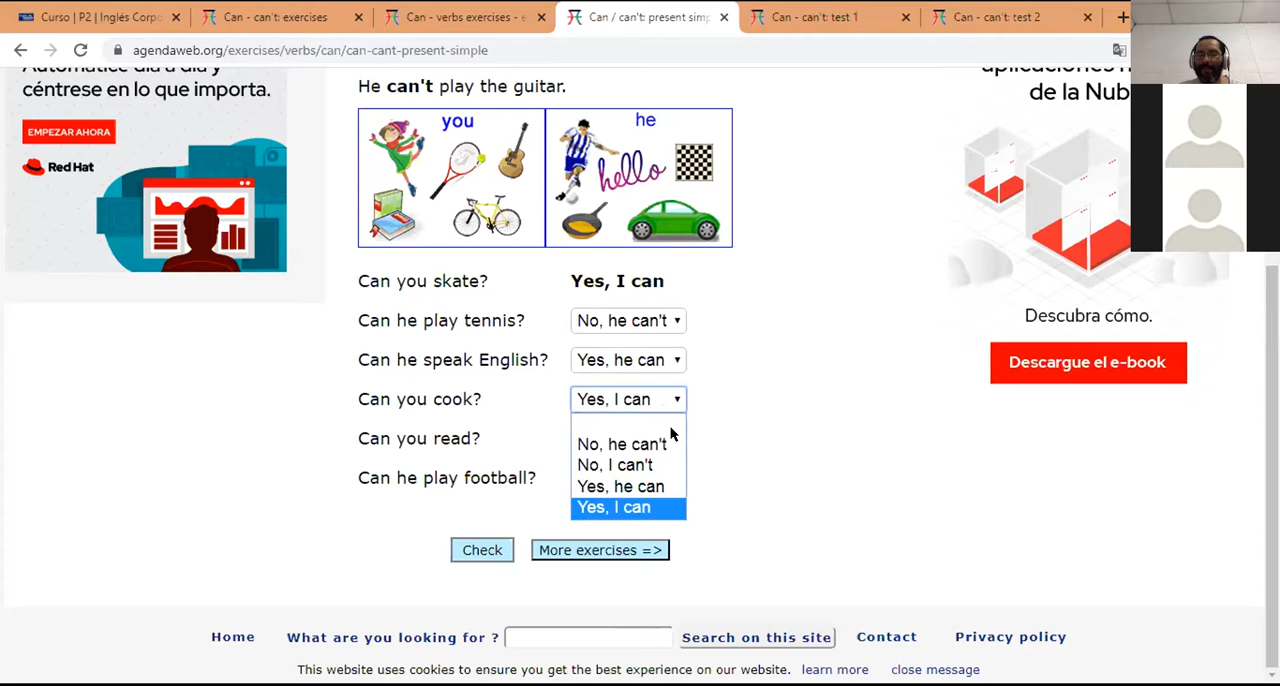 Curso | P2 | Inglés Corpo
Can - can't: exercises
Can - verbs exercises - e
Can / can't: present simp
Can - can't: test 1
Can - can't: test 2
agendaweb.org/exercises/verbs/can/can-cant-present-simple
Automatice día a día y
céntrese en lo que importa.
EMPEZAR AHORA
Red Hat
He can't play the guitar.
you
he
hello
Can you skate? Yes, I can
Can he play tennis? No, he can't
Can he speak English? Yes, he can
Can you cook? Yes, I can
No, he can't
Can you read?
No, I can't
Yes, he can
Can he play football?
Yes, I can
Check
More exercises =>
aplicaciones n
de la Nub
Descubra cómo.
Descargue el e-book
Home What are you looking for ? Search on this site Contact Privacy policy
This website uses cookies to ensure you get the best experience on our website. learn more close message